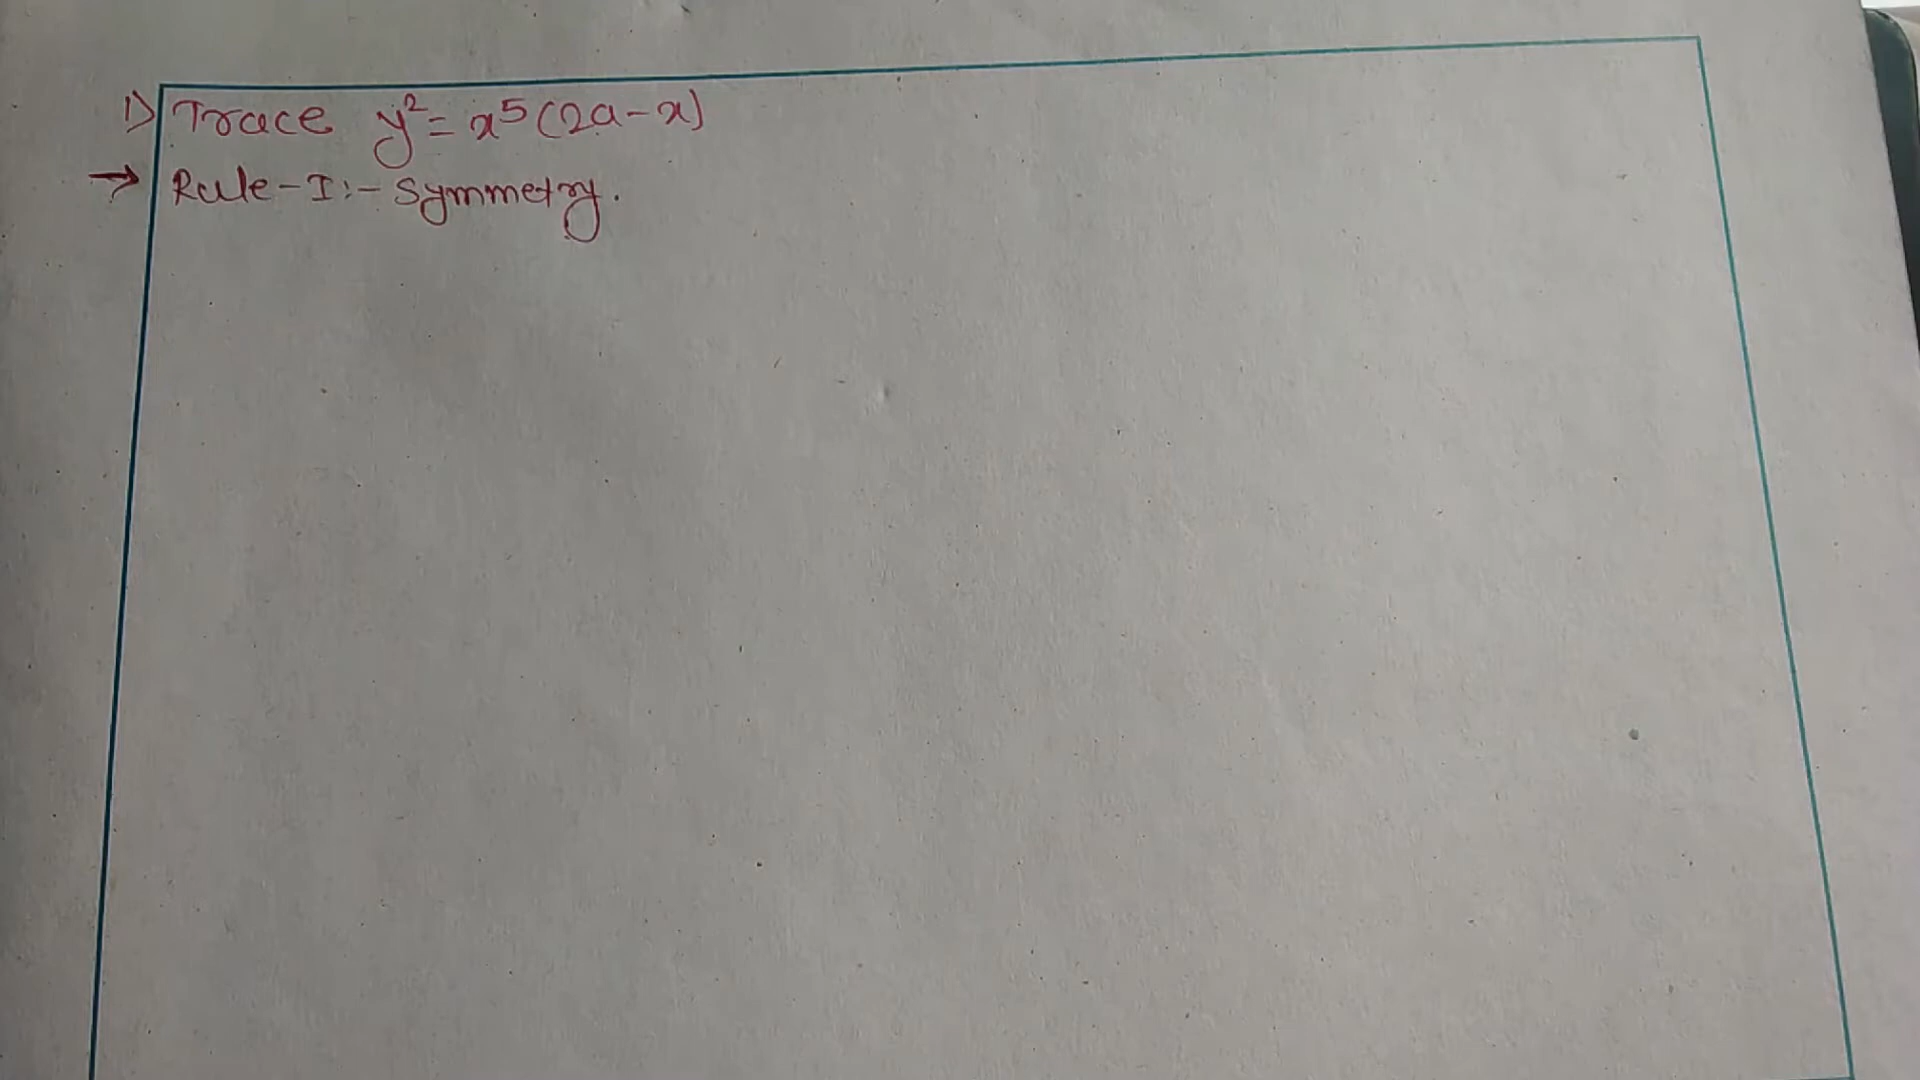 1) Trace y² = x⁵(2a-x)
→ Rule-I:- Symmetry.